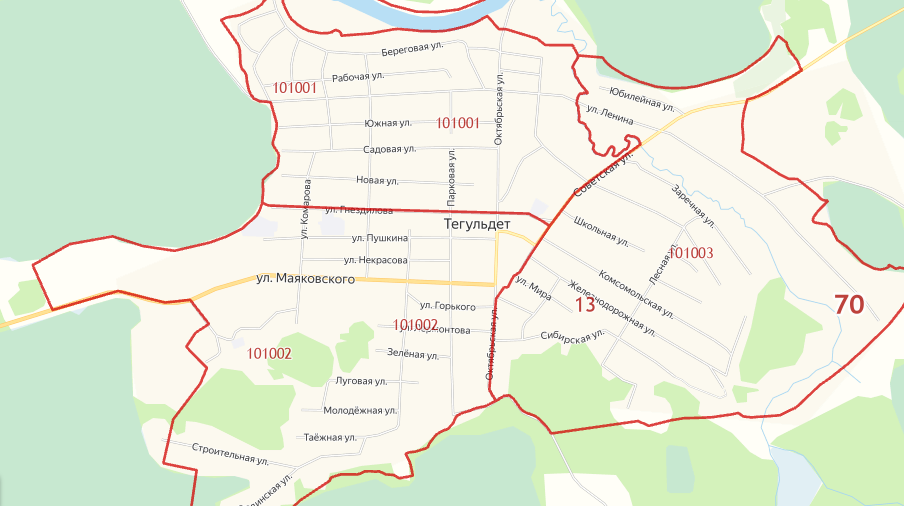 Береговая ул.
Рабочая ул.
101001
Октябрьская ул.
Юбилейная ул.
ул. Ленина
Южная ул.
101001
Садовая ул.
Советская ул.
Новая ул.
Парковая ул.
ул. Комарова
ул. Гнездилова
Заречная ул.
Тегульдет
Школьная ул.
ул. Пушкина
ул. Некрасова
Лесная ул.
101003
ул. Маяковского
ул. Мира
Комсомольская ул.
Железнодорожная ул.
13
70
ул. Горького
101002
Октябрьская ул.
Сибирская ул.
101002
Зелёная ул.
Луговая ул.
Молодёжная ул.
Таёжная ул.
Строительная ул.